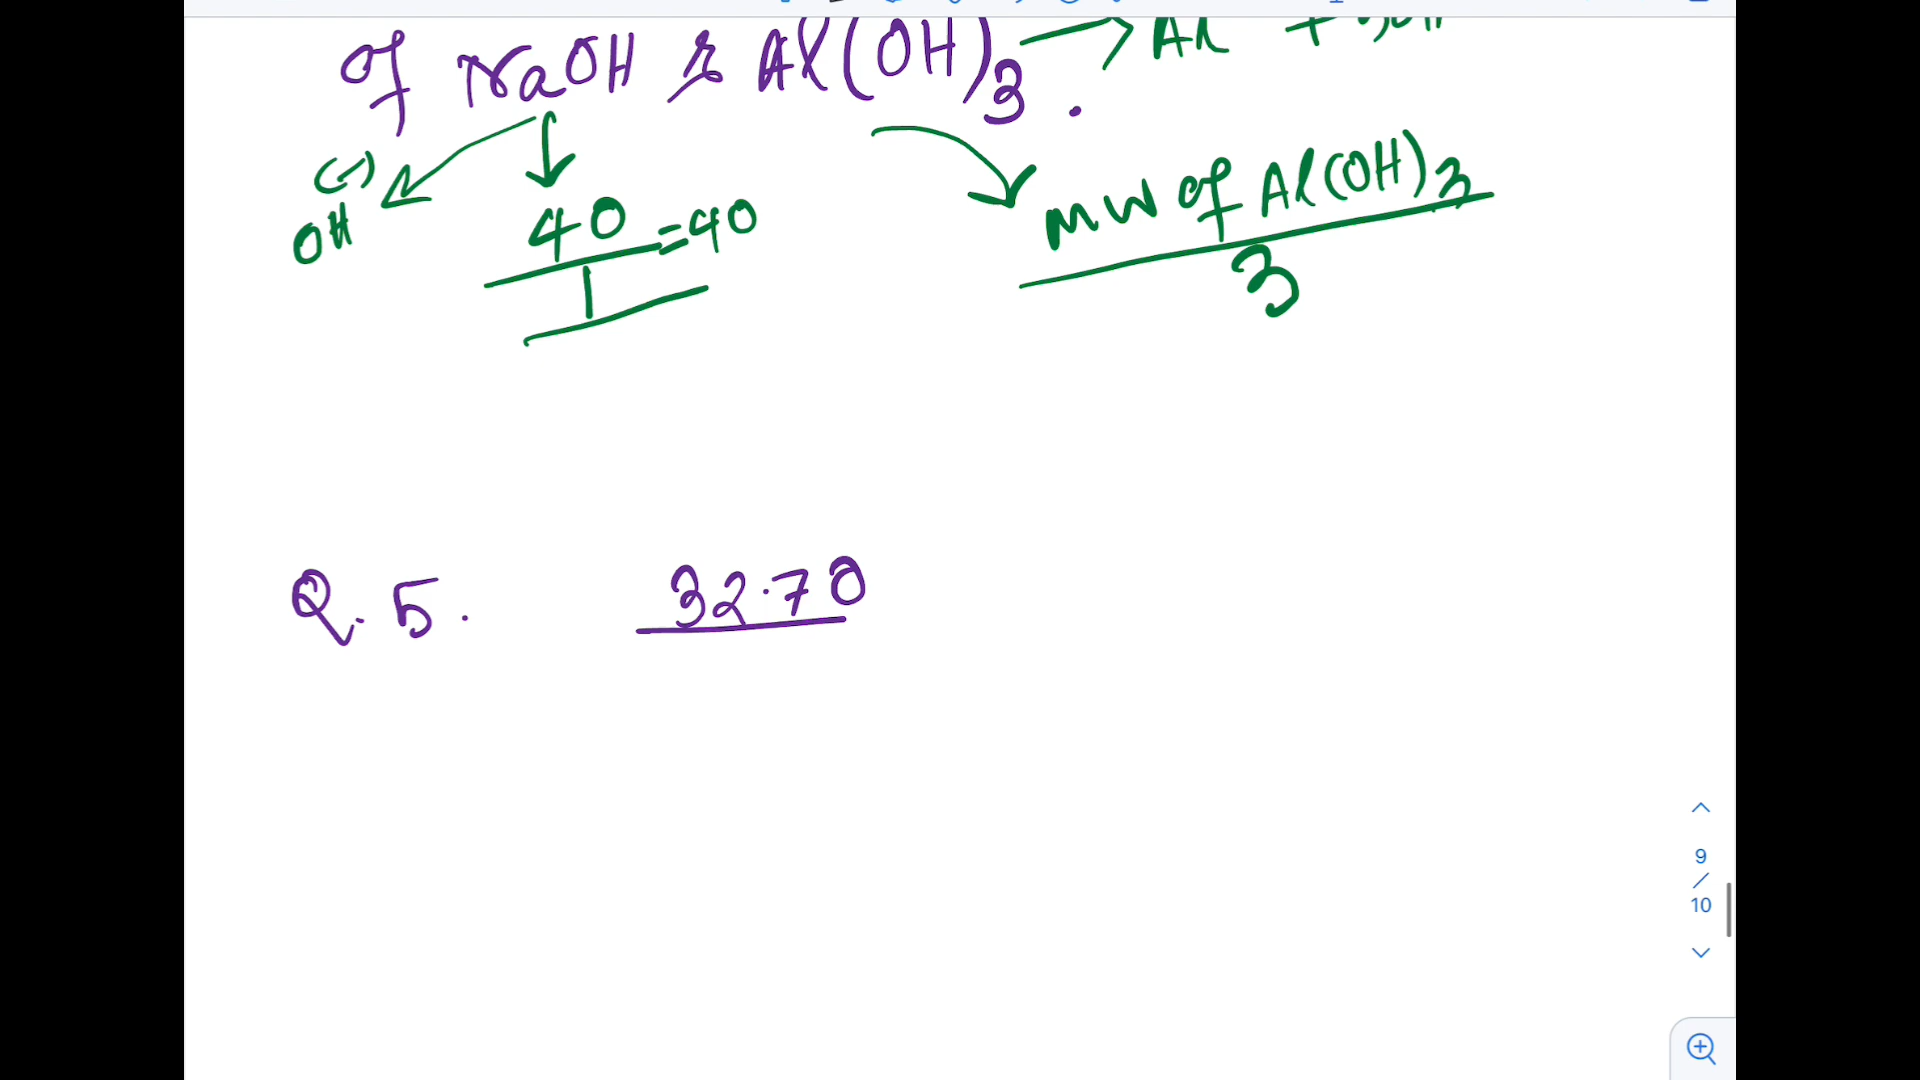 of NaOH & Al(OH)3 .
(-)
OH
40 = 40
1
MW of Al(OH)3
3
Q. 5. 32.70
9
/
10